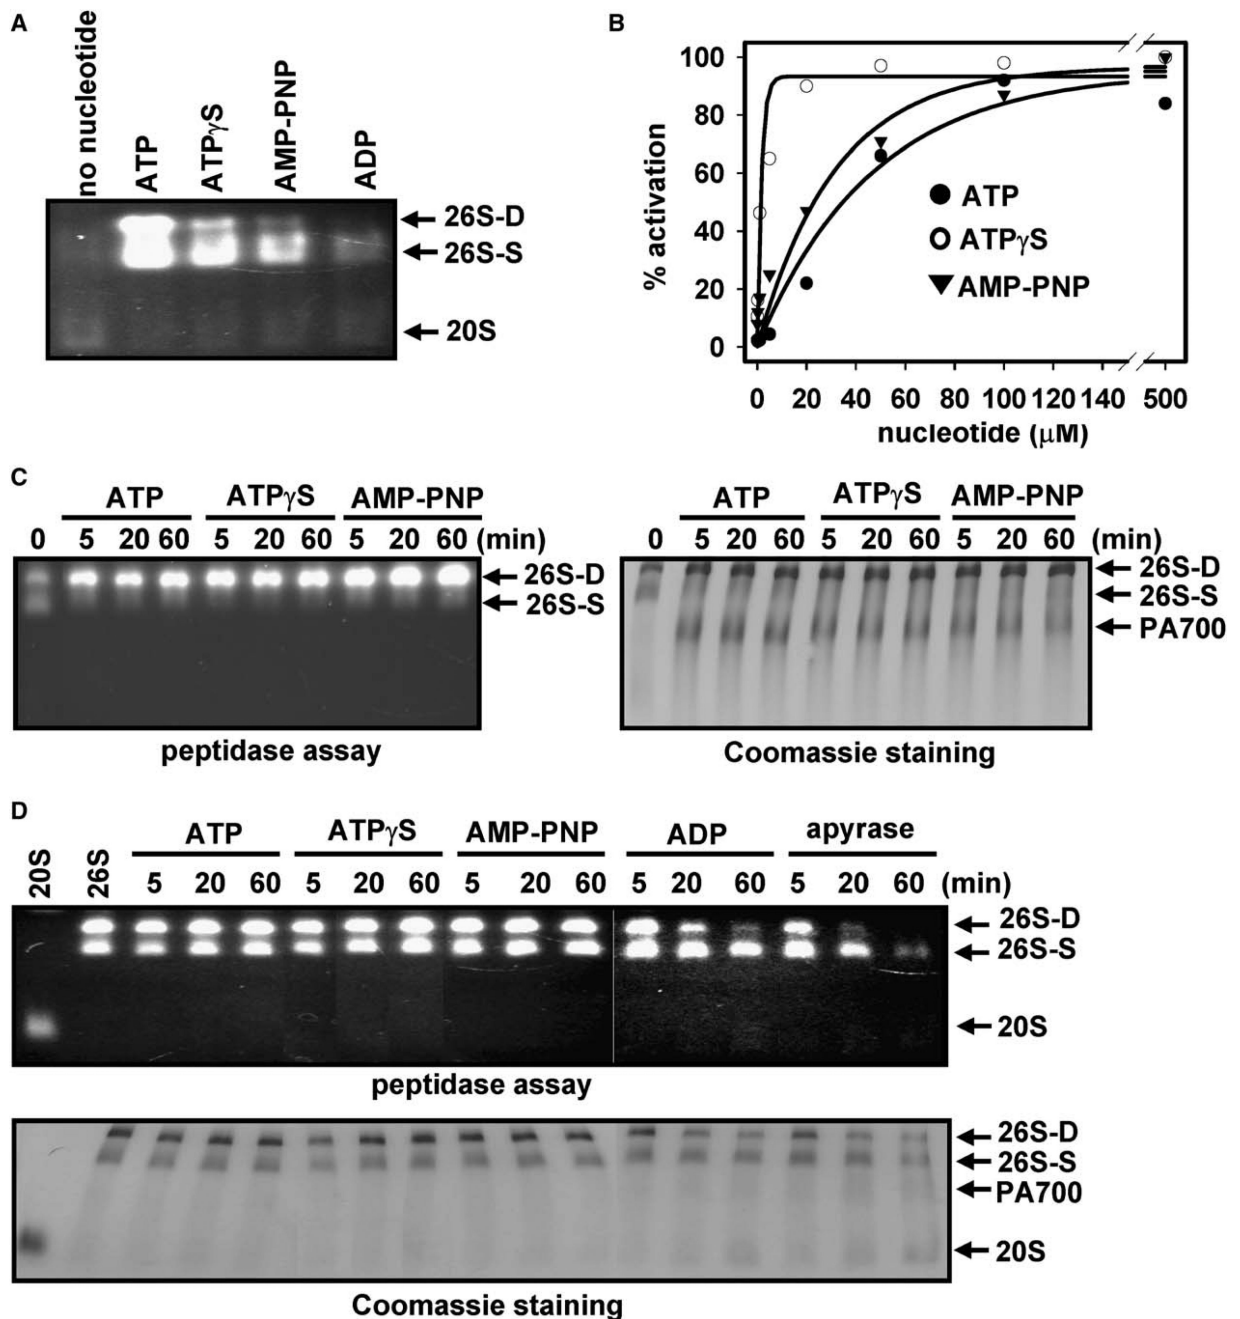 A
no nucleotide
ATP
ATPγS
AMP-PNP
ADP
26S-D
26S-S
20S
B
% activation
100
80
60
40
20
0
ATP
ATPγS
AMP-PNP
0 20 40 60 80 100 120 140 500
nucleotide (μM)
C
ATP ATPγS AMP-PNP
0 5 20 60 5 20 60 5 20 60 (min)
26S-D
26S-S
peptidase assay
ATP ATPγS AMP-PNP
0 5 20 60 5 20 60 5 20 60 (min)
26S-D
26S-S
PA700
Coomassie staining
D
20S
26S
ATP ATPγS AMP-PNP ADP apyrase
5 20 60 5 20 60 5 20 60 5 20 60 5 20 60 (min)
26S-D
26S-S
20S
peptidase assay
26S-D
26S-S
PA700
20S
Coomassie staining